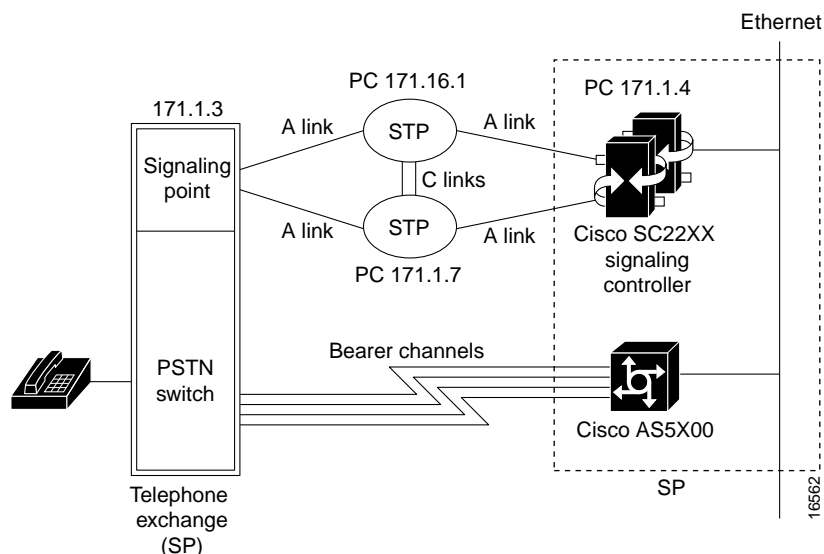 Ethernet
PC 171.16.1
PC 171.1.4
171.1.3
A link
STP
A link
Signaling
point
C links
A link
STP
A link
PC 171.1.7
Cisco SC22XX
signaling
controller
Bearer channels
PSTN
switch
Cisco AS5X00
SP
16562
Telephone
exchange
(SP)